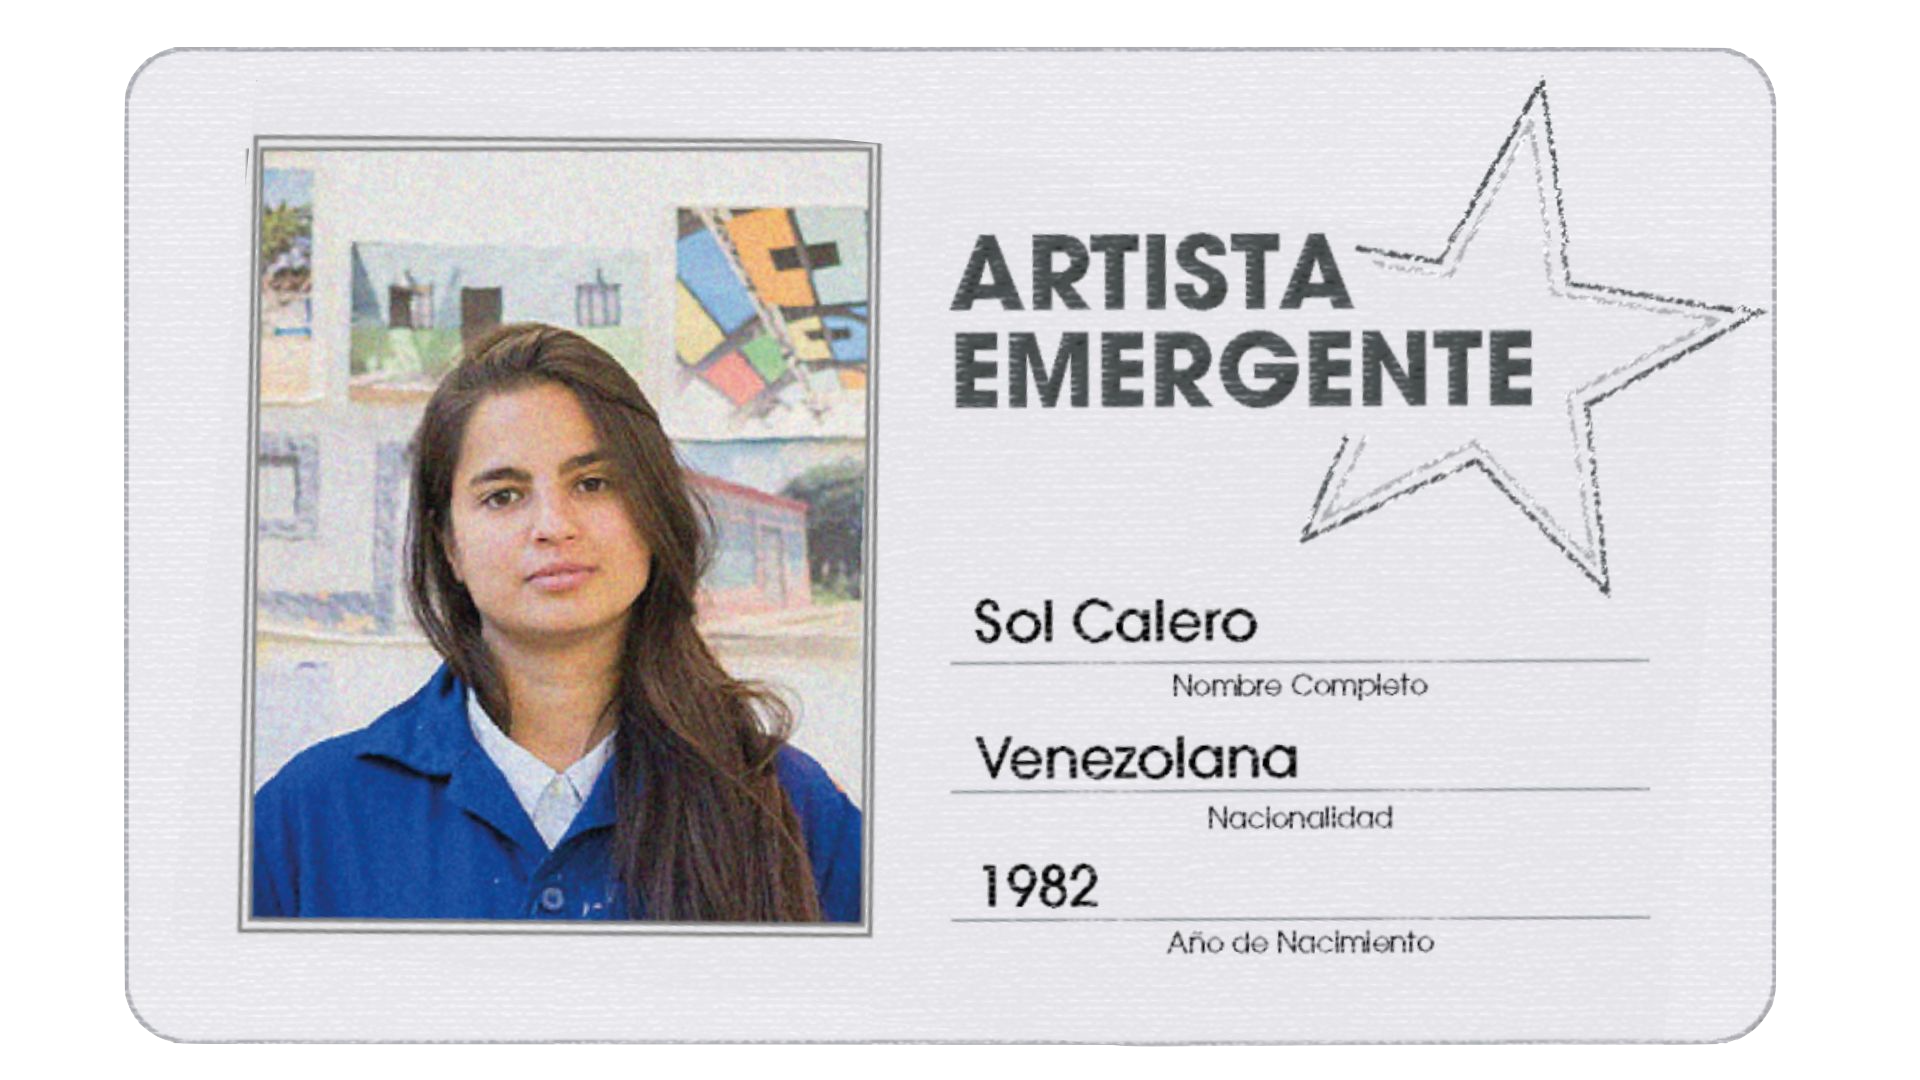 ARTISTA
EMERGENTE
Sol Calero
Nombre Completo
Venezolana
Nacionalidad
1982
Año de Nacimiento